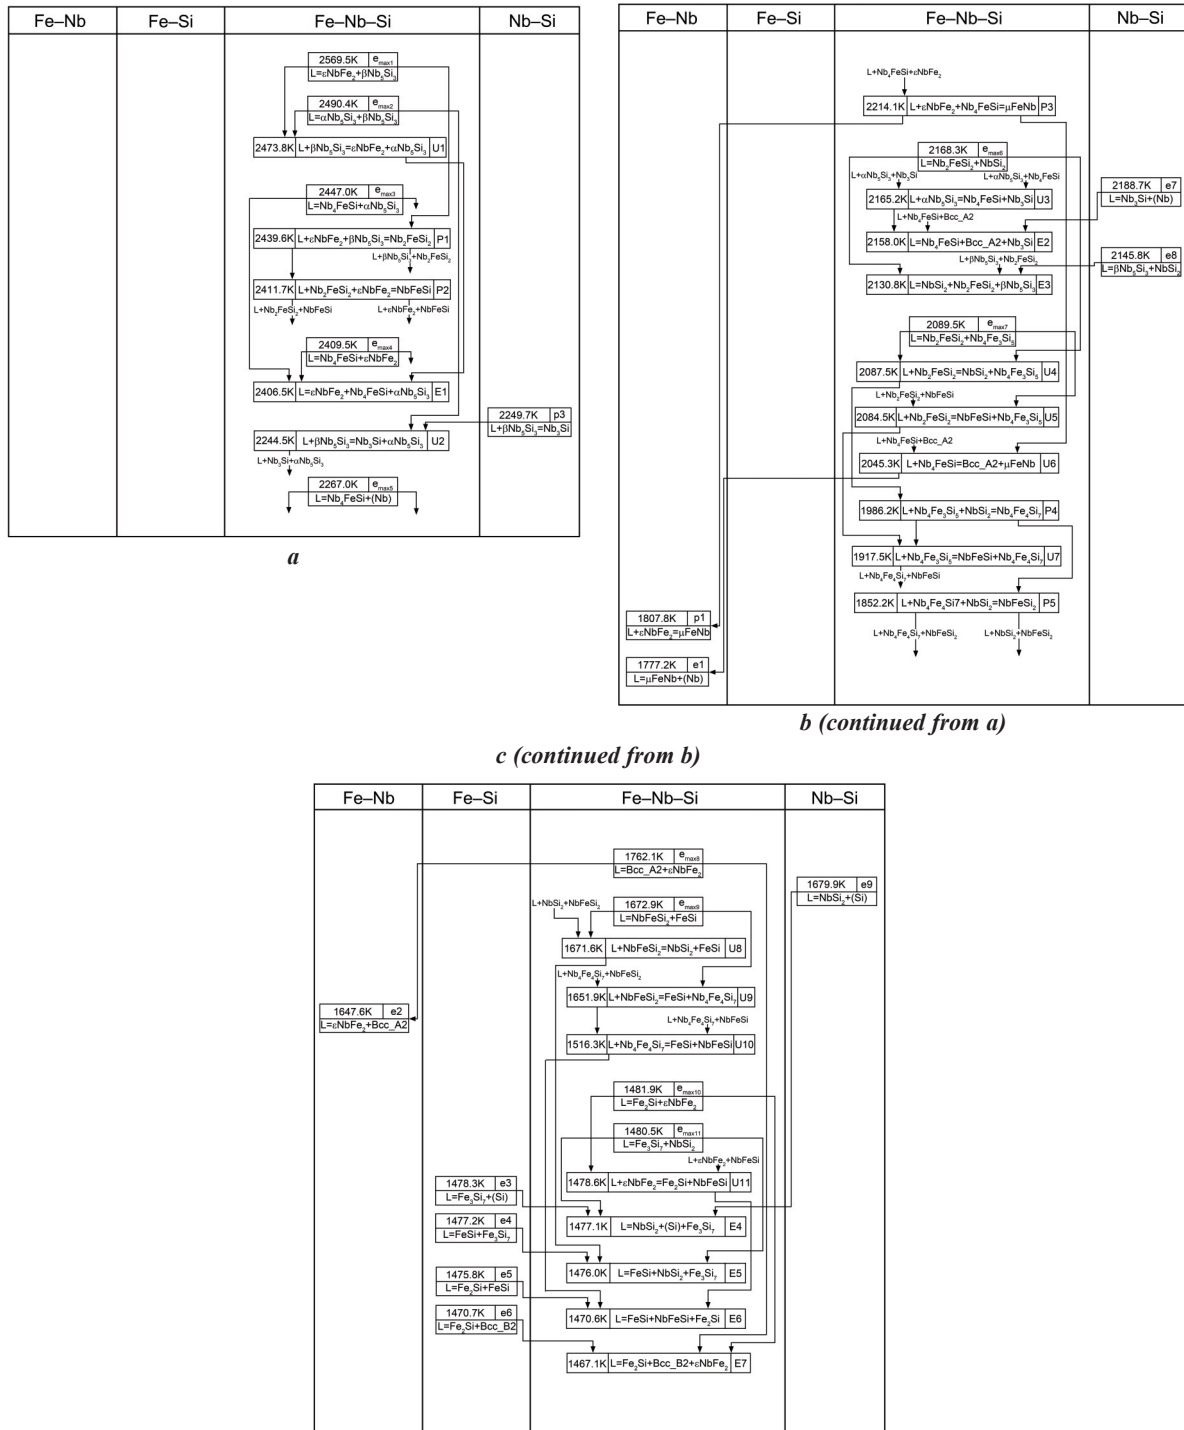 Fe–Nb Fe–Si Fe–Nb–Si Nb–Si
2569.5K e_max1
L=εNbFe₂+βNb₅Si₃
2490.4K e_max2
L=αNb₅Si₃+βNb₅Si₃
2473.8K L+βNb₅Si₃=εNbFe₂+αNb₅Si₃ U1
2447.0K e_max3
L=Nb₄FeSi+αNb₅Si₃
2439.6K L+εNbFe₂+βNb₅Si₃=Nb₂FeSi₂ P1
L+βNb₅Si₃+Nb₂FeSi₂
2411.7K L+Nb₂FeSi₂+εNbFe₂=NbFeSi P2
L+Nb₂FeSi₂+NbFeSi L+εNbFe₂+NbFeSi
2409.5K e_max4
L=Nb₄FeSi+εNbFe₂
2406.5K L=εNbFe₂+Nb₄FeSi+αNb₅Si₃ E1
2249.7K p3
L+βNb₅Si₃=Nb₃Si
2244.5K L+βNb₅Si₃=Nb₃Si+αNb₅Si₃ U2
L+Nb₃Si+αNb₅Si₃
2267.0K e_max5
L=Nb₄FeSi+(Nb)
a
Fe–Nb Fe–Si Fe–Nb–Si Nb–Si
L+Nb₄FeSi+εNbFe₂
2214.1K L+εNbFe₂+Nb₄FeSi=μFeNb P3
2168.3K e_max6
L=Nb₂FeSi₂+NbSi₂
L+αNb₅Si₃+Nb₃Si L+αNb₅Si₃+Nb₄FeSi
2188.7K e7
L=Nb₃Si+(Nb)
2165.2K L+αNb₅Si₃=Nb₄FeSi+Nb₃Si U3
L+Nb₄FeSi+Bcc_A2
2158.0K L=Nb₄FeSi+Bcc_A2+Nb₃Si E2
L+βNb₅Si₃+Nb₂FeSi₂
2145.8K e8
L=βNb₅Si₃+NbSi₂
2130.8K L=NbSi₂+Nb₂FeSi₂+βNb₅Si₃ E3
2089.5K e_max7
L=Nb₂FeSi₂+Nb₄Fe₃Si₅
2087.5K L+Nb₂FeSi₂=NbSi₂+Nb₄Fe₃Si₅ U4
L+Nb₂FeSi₂+NbFeSi
2084.5K L+Nb₂FeSi₂=NbFeSi+Nb₄Fe₃Si₅ U5
L+Nb₄FeSi+Bcc_A2
2045.3K L+Nb₄FeSi=Bcc_A2+μFeNb U6
1986.2K L+Nb₄Fe₃Si₅+NbSi₂=Nb₄Fe₄Si₇ P4
1917.5K L+Nb₄Fe₃Si₅=NbFeSi+Nb₄Fe₄Si₇ U7
L+Nb₄Fe₄Si₇+NbFeSi
1852.2K L+Nb₄Fe₄Si7+NbSi₂=NbFeSi₂ P5
1807.8K p1
L+εNbFe₂=μFeNb
L+Nb₄Fe₄Si₇+NbFeSi₂ L+NbSi₂+NbFeSi₂
1777.2K e1
L=μFeNb+(Nb)
b (continued from a)
c (continued from b)
Fe–Nb Fe–Si Fe–Nb–Si Nb–Si
1762.1K e_max8
L=Bcc_A2+εNbFe₂
1679.9K e9
L=NbSi₂+(Si)
L+NbSi₂+NbFeSi₂
1672.9K e_max9
L=NbFeSi₂+FeSi
1671.6K L+NbFeSi₂=NbSi₂+FeSi U8
L+Nb₄Fe₄Si₇+NbFeSi₂
1651.9K L+NbFeSi₂=FeSi+Nb₄Fe₄Si₇ U9
1647.6K e2
L=εNbFe₂+Bcc_A2
L+Nb₄Fe₄Si₇+NbFeSi
1516.3K L+Nb₄Fe₄Si₇=FeSi+NbFeSi U10
1481.9K e_max10
L=Fe₂Si+εNbFe₂
1480.5K e_max11
L=Fe₃Si₇+NbSi₂
L+εNbFe₂+NbFeSi
1478.6K L+εNbFe₂=Fe₂Si+NbFeSi U11
1478.3K e3
L=Fe₃Si₇+(Si)
1477.1K L=NbSi₂+(Si)+Fe₃Si₇ E4
1477.2K e4
L=FeSi+Fe₃Si₇
1476.0K L=FeSi+NbSi₂+Fe₃Si₇ E5
1475.8K e5
L=Fe₂Si+FeSi
1470.6K L=FeSi+NbFeSi+Fe₂Si E6
1470.7K e6
L=Fe₂Si+Bcc_B2
1467.1K L=Fe₂Si+Bcc_B2+εNbFe₂ E7